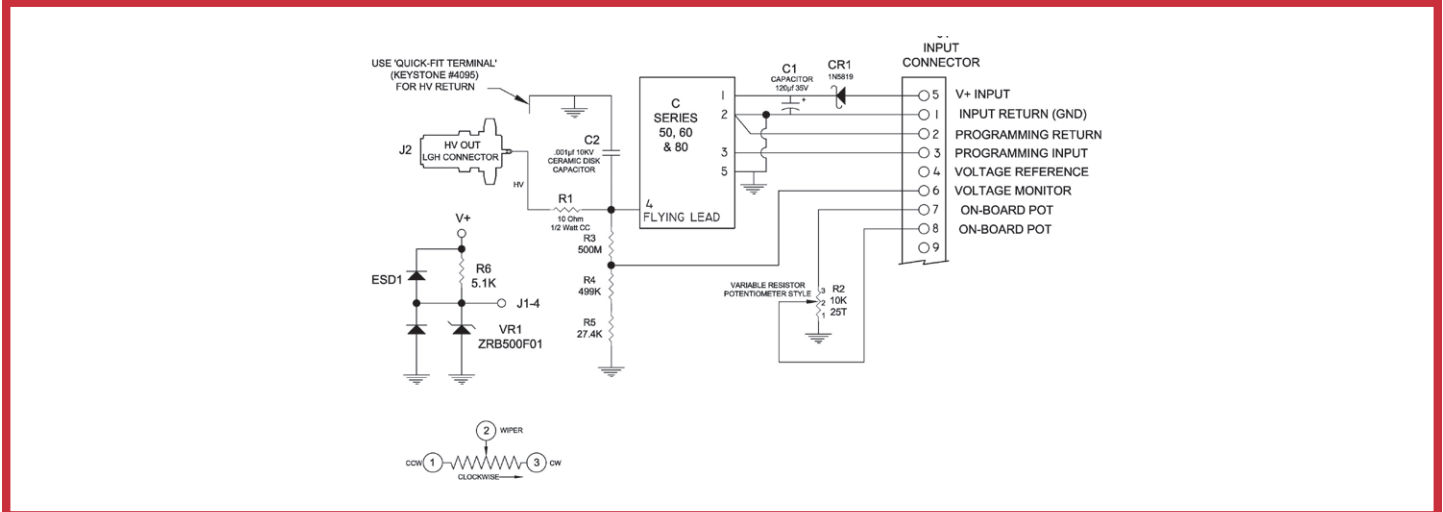 INPUT
CONNECTOR
USE 'QUICK-FIT TERMINAL'
(KEYSTONE #4095)
FOR HV RETURN
C1
CAPACITOR
120µf 35V
+
CR1
1N5819
5 V+ INPUT
1 INPUT RETURN (GND)
2 PROGRAMMING RETURN
3 PROGRAMMING INPUT
4 VOLTAGE REFERENCE
6 VOLTAGE MONITOR
7 ON-BOARD POT
8 ON-BOARD POT
9
C
SERIES
50, 60
& 80
1
2
3
5
4
FLYING LEAD
J2
HV OUT
LGH CONNECTOR
C2
.001µf 10KV
CERAMIC DISK
CAPACITOR
HV
R1
10 Ohm
1/2 Watt CC
R3
500M
R4
499K
R5
27.4K
V+
ESD1
R6
5.1K
J1-4
VR1
ZRB500F01
VARIABLE RESISTOR
POTENTIOMETER STYLE
3
2
1
R2
10K
25T
2 WIPER
CCW 1
3 CW
CLOCKWISE